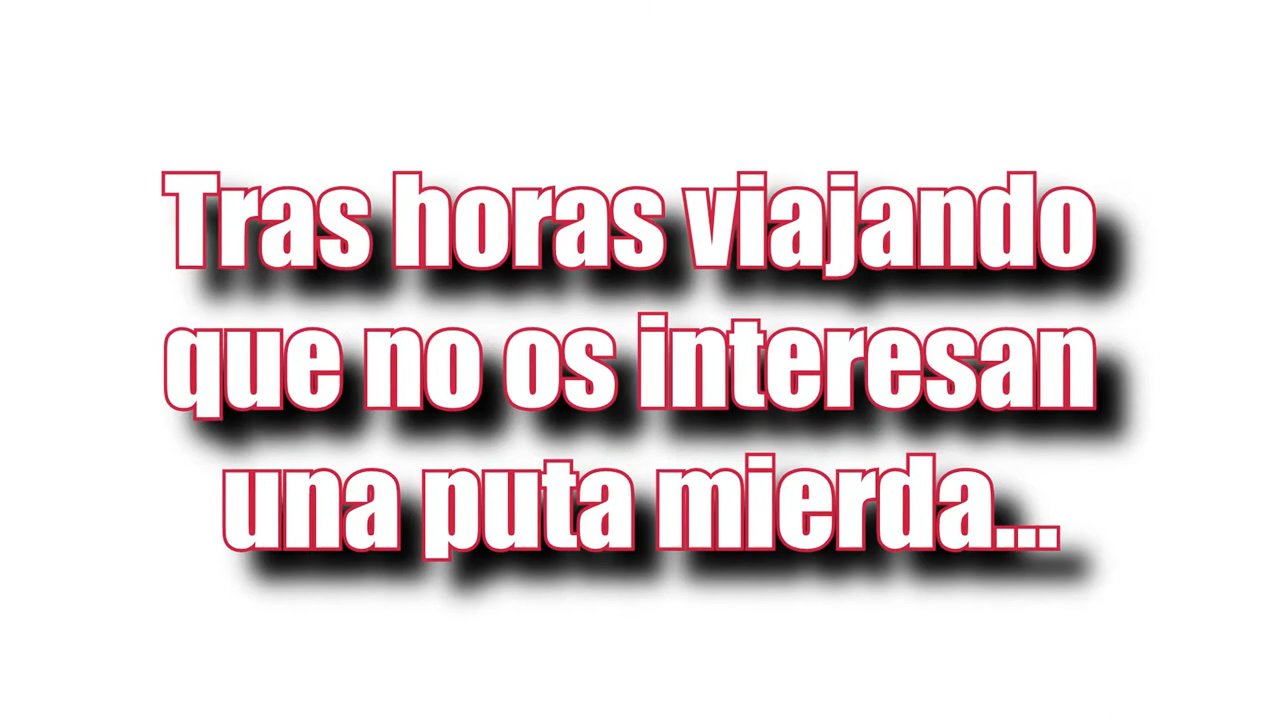 Tras horas viajando
que no os interesan
una puta mierda...